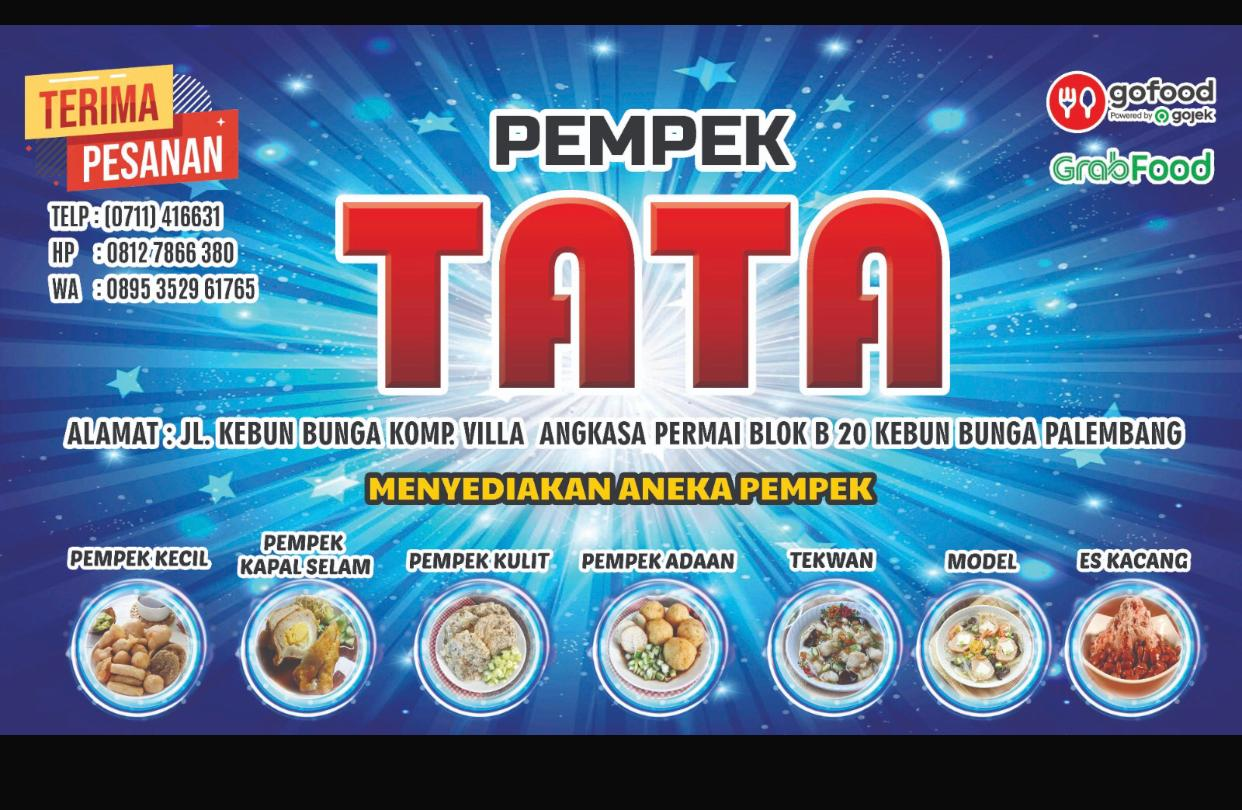 TERIMA
PESANAN
TELP : (0711) 416631
HP : 0812 7866 380
WA : 0895 3529 61765
PEMPEK
TATA
gofood
Powered by gojek
GrabFood
ALAMAT : JL. KEBUN BUNGA KOMP. VILLA ANGKASA PERMAI BLOK B 20 KEBUN BUNGA PALEMBANG
MENYEDIAKAN ANEKA PEMPEK
PEMPEK KECIL
PEMPEK
KAPAL SELAM
PEMPEK KULIT
PEMPEK ADAAN
TEKWAN
MODEL
ES KACANG